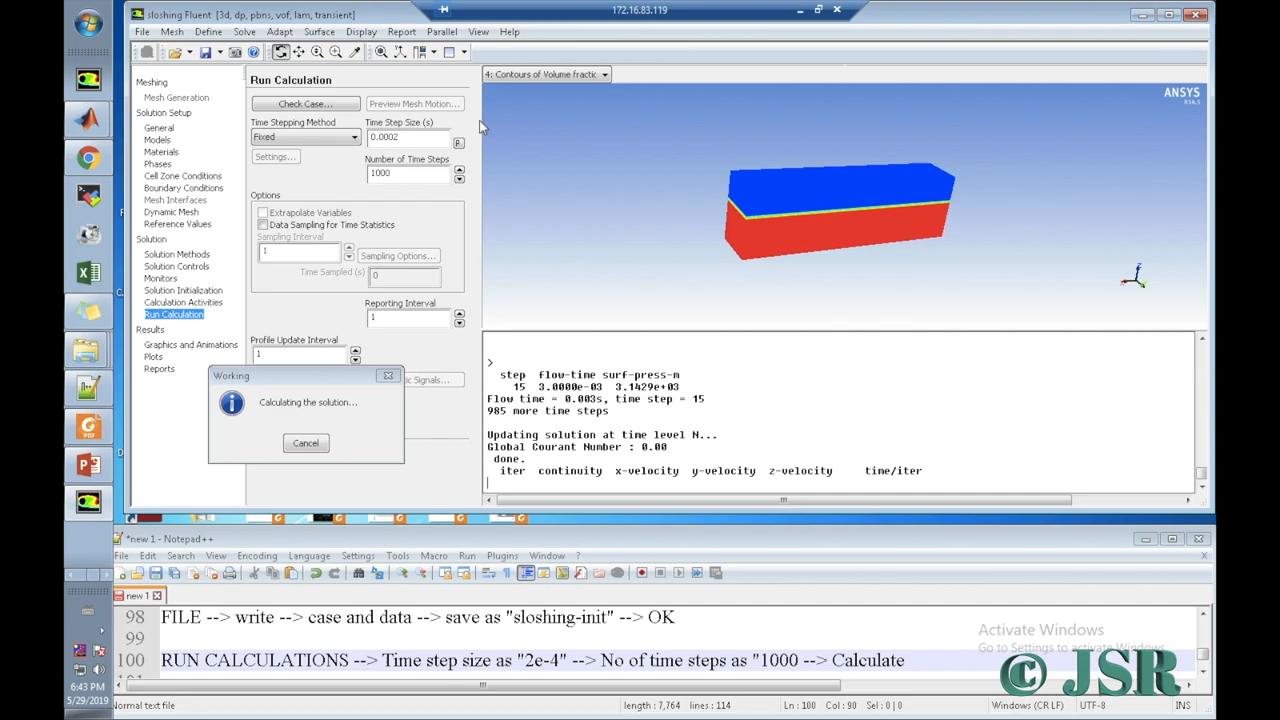 sloshing Fluent [3d, dp, pbns, vof, lam, transient]
172.16.83.119
File Mesh Define Solve Adapt Surface Display Report Parallel View Help
Meshing
Mesh Generation
Solution Setup
General
Models
Materials
Phases
Cell Zone Conditions
Boundary Conditions
Mesh Interfaces
Dynamic Mesh
Reference Values
Solution
Solution Methods
Solution Controls
Monitors
Solution Initialization
Calculation Activities
Run Calculation
Results
Graphics and Animations
Plots
Reports
Run Calculation
Check Case... Preview Mesh Motion...
Time Stepping Method Time Step Size (s)
Fixed 0.0002 P..
Settings... Number of Time Steps
1000
Options
Extrapolate Variables
Data Sampling for Time Statistics
Sampling Interval
1 Sampling Options...
Time Sampled (s) 0
Reporting Interval
1
Profile Update Interval
1
ic Signals...
Working
Calculating the solution...
Cancel
4: Contours of Volume fractic
ANSYS
R14.5
Z
>
step flow-time surf-press-m
15 3.0000e-03 3.1429e+03
Flow time = 0.003s, time step = 15
985 more time steps
Updating solution at time level N...
Global Courant Number : 0.00
done.
iter continuity x-velocity y-velocity z-velocity time/iter
*new 1 - Notepad++
File Edit Search View Encoding Language Settings Tools Macro Run Plugins Window ?
new 1
98 FILE --> write --> case and data --> save as "sloshing-init" --> OK
99
100 RUN CALCULATIONS --> Time step size as "2e-4" --> No of time steps as "1000 --> Calculate
Activate Windows
Go to Settings to activate Windows.
© JSR
Normal text file length : 7,764 lines : 114 Ln : 100 Col : 90 Sel : 0 | 0 Windows (CR LF) UTF-8 INS
PDF
6:43 PM
5/29/2019